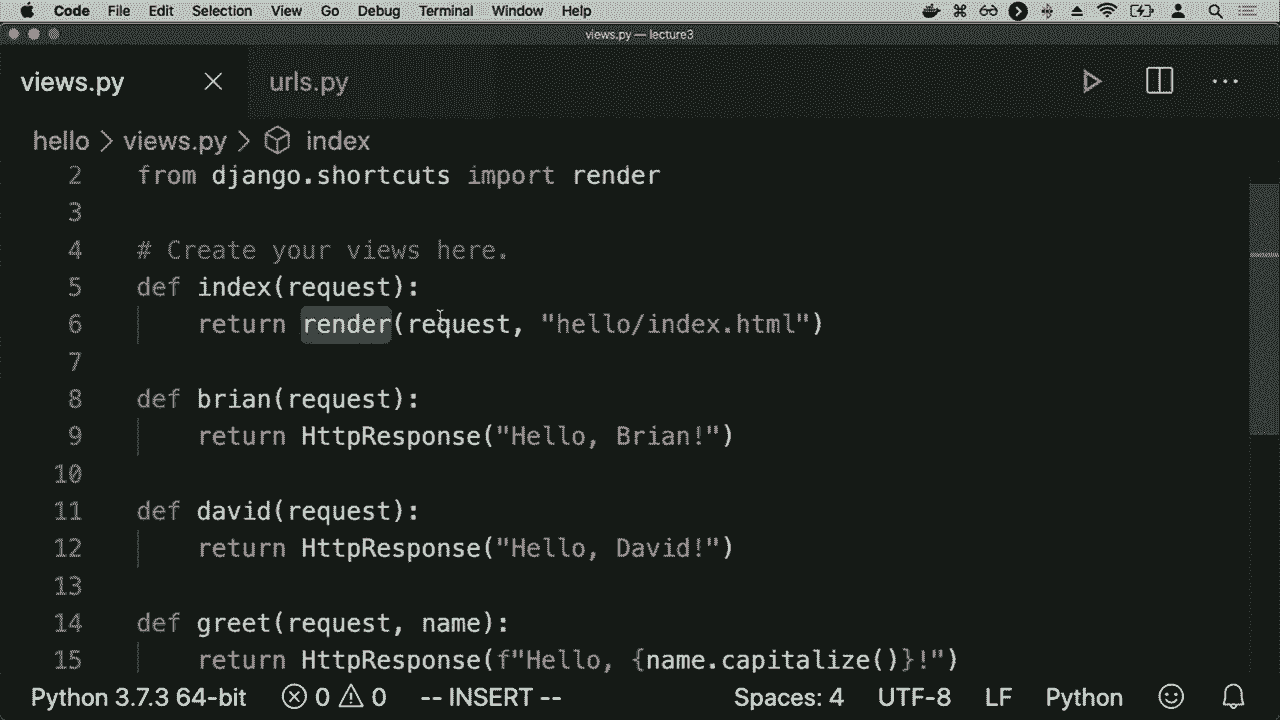 Code File Edit Selection View Go Debug Terminal Window Help
views.py — lecture3
views.py urls.py
hello > views.py > index
2 from django.shortcuts import render
3
4 # Create your views here.
5 def index(request):
6 return render(request, "hello/index.html")
7
8 def brian(request):
9 return HttpResponse("Hello, Brian!")
10
11 def david(request):
12 return HttpResponse("Hello, David!")
13
14 def greet(request, name):
15 return HttpResponse(f"Hello, {name.capitalize()}!")
Python 3.7.3 64-bit 0 0 -- INSERT -- Spaces: 4 UTF-8 LF Python